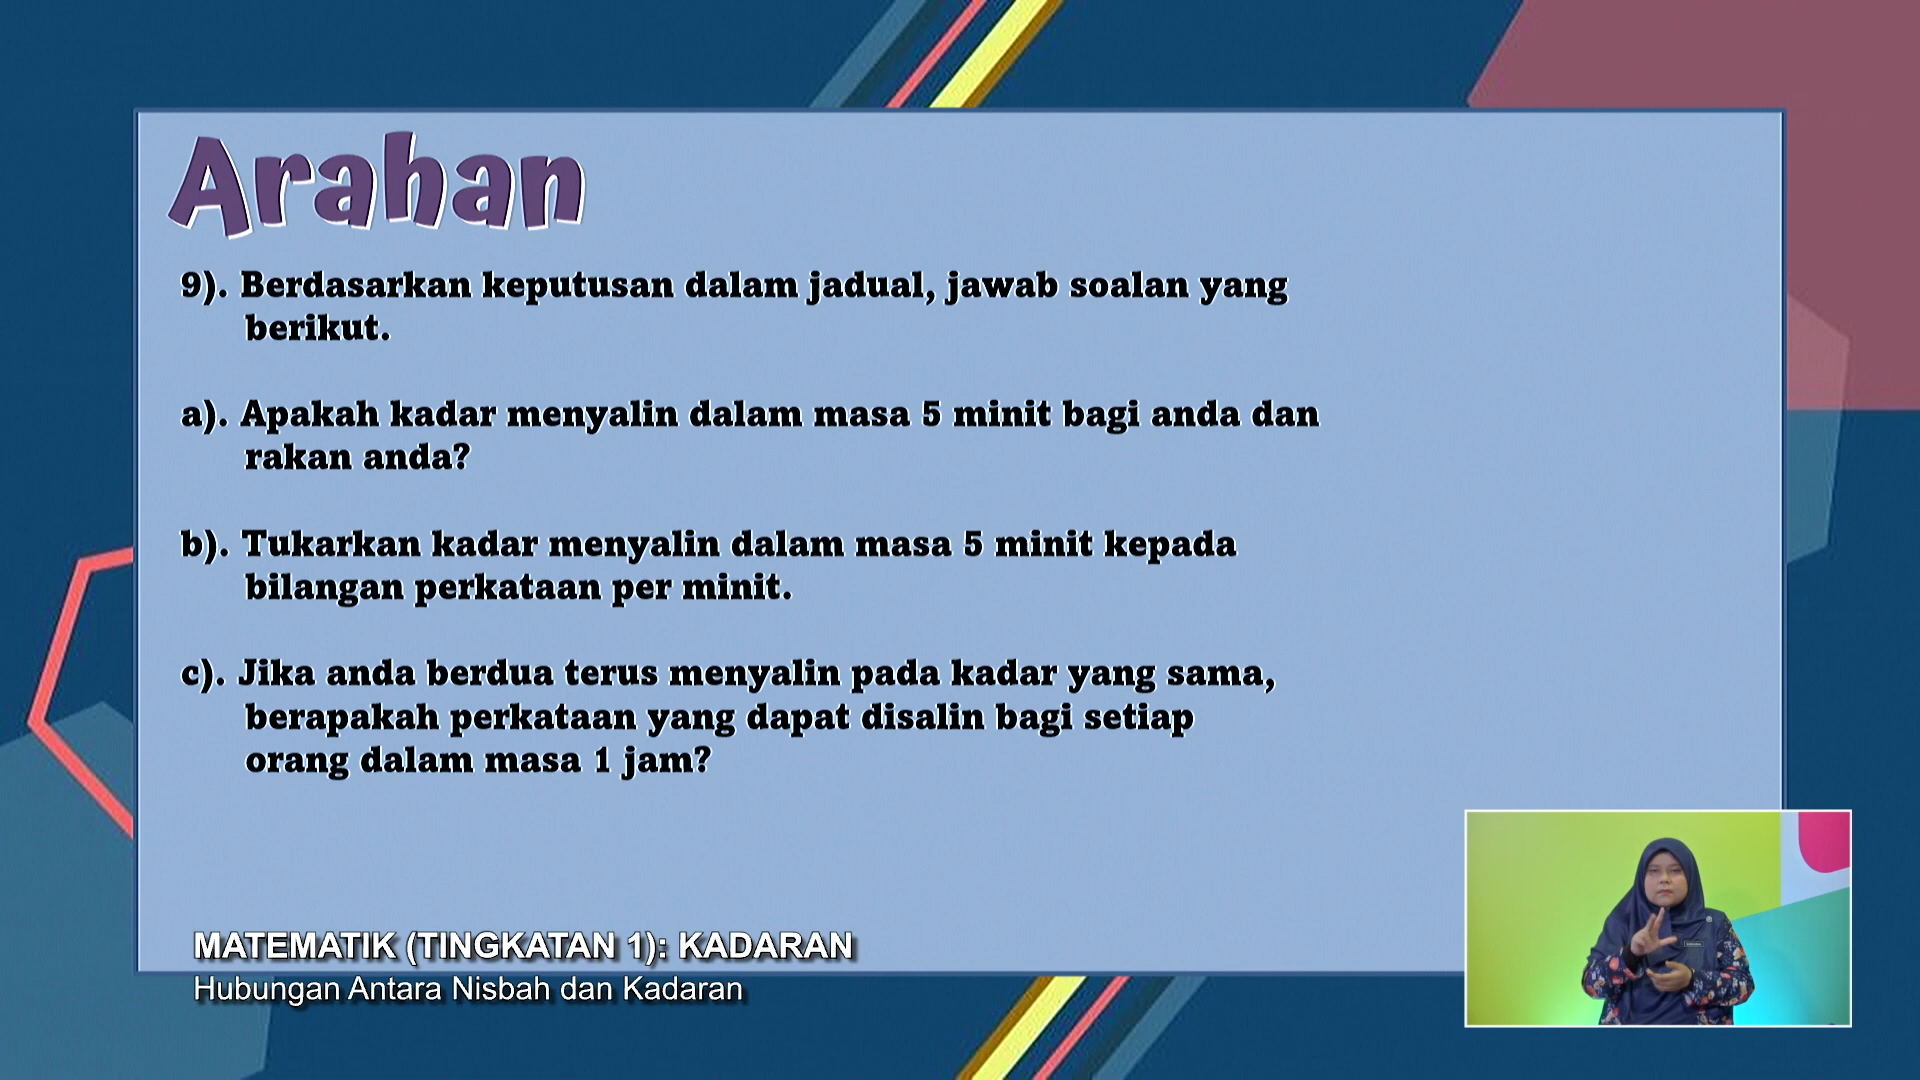 Arahan
9). Berdasarkan keputusan dalam jadual, jawab soalan yang
berikut.
a). Apakah kadar menyalin dalam masa 5 minit bagi anda dan
rakan anda?
b). Tukarkan kadar menyalin dalam masa 5 minit kepada
bilangan perkataan per minit.
c). Jika anda berdua terus menyalin pada kadar yang sama,
berapakah perkataan yang dapat disalin bagi setiap
orang dalam masa 1 jam?
MATEMATIK (TINGKATAN 1): KADARAN
Hubungan Antara Nisbah dan Kadaran